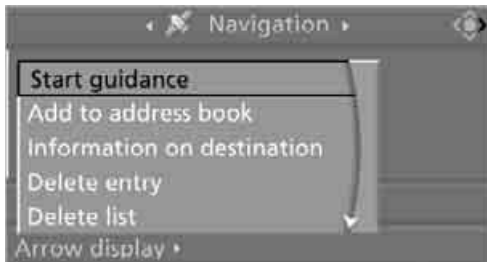 Navigation
Start guidance
Add to address book
Information on destination
Delete entry
Delete list
Arrow display